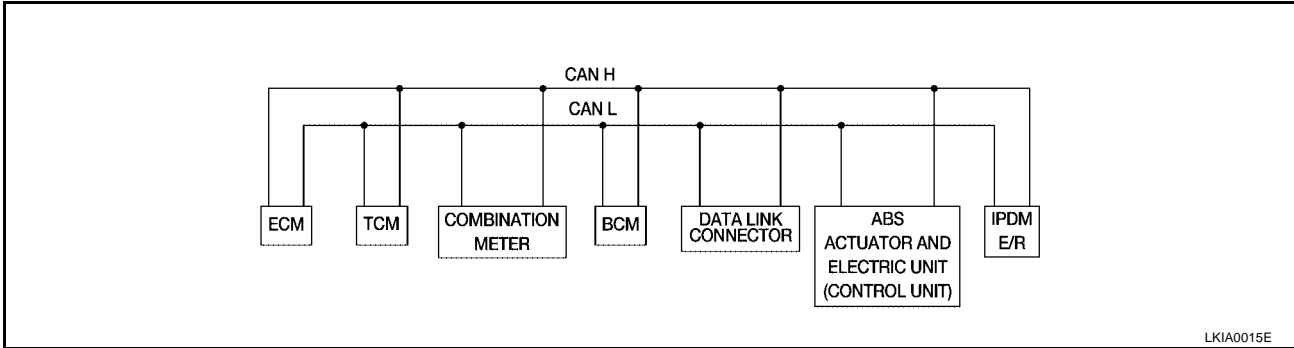 CAN H
CAN L
ECM
TCM
COMBINATION
METER
BCM
DATA LINK
CONNECTOR
ABS
ACTUATOR AND
ELECTRIC UNIT
(CONTROL UNIT)
IPDM
E/R
LKIA0015E